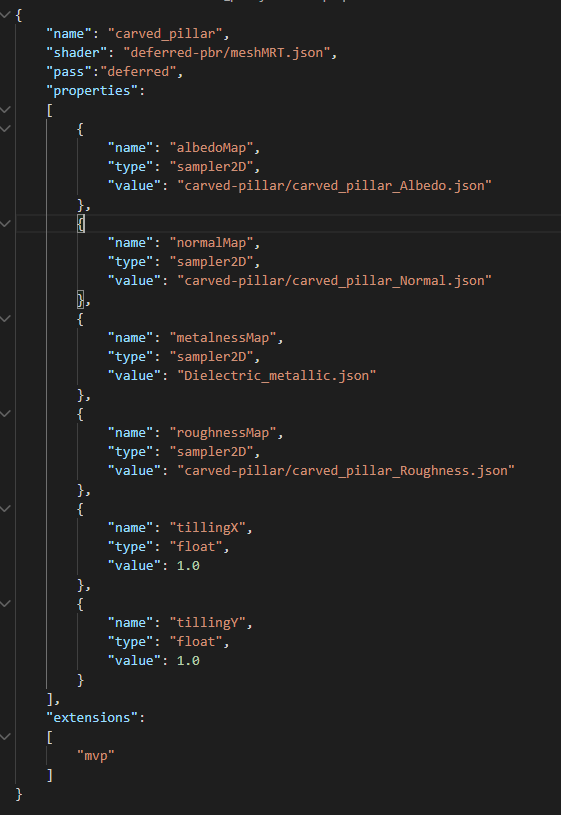 {
"name": "carved_pillar",
"shader": "deferred-pbr/meshMRT.json",
"pass":"deferred",
"properties":
[
{
"name": "albedoMap",
"type": "sampler2D",
"value": "carved-pillar/carved_pillar_Albedo.json"
},
{
"name": "normalMap",
"type": "sampler2D",
"value": "carved-pillar/carved_pillar_Normal.json"
},
{
"name": "metalnessMap",
"type": "sampler2D",
"value": "Dielectric_metallic.json"
},
{
"name": "roughnessMap",
"type": "sampler2D",
"value": "carved-pillar/carved_pillar_Roughness.json"
},
{
"name": "tillingX",
"type": "float",
"value": 1.0
},
{
"name": "tillingY",
"type": "float",
"value": 1.0
}
],
"extensions":
[
"mvp"
]
}